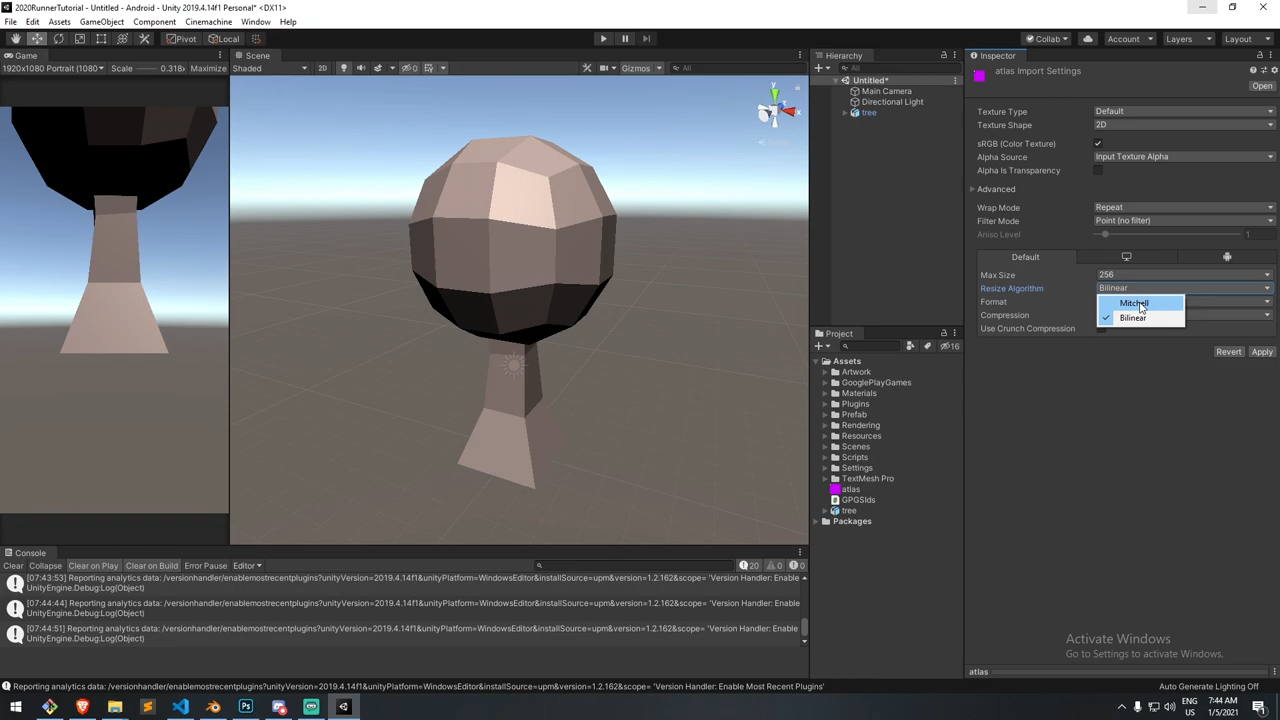 2020RunnerTutorial - Untitled - Android - Unity 2019.4.14f1 Personal* <DX11>
File Edit Assets GameObject Component Cinemachine Window Help
Pivot Local Collab Account Layers Layout
Game
1920x1080 Portrait (1080 Scale 0.318x Maximize
Scene
Shaded 2D 0 Gizmos All
y
x
Hierarchy
All
Untitled*
Main Camera
Directional Light
tree
Project
16
Assets
Artwork
GooglePlayGames
Materials
Plugins
Prefab
Rendering
Resources
Scenes
Scripts
Settings
TextMesh Pro
atlas
GPGSIds
tree
Packages
Inspector
atlas Import Settings
Open
Texture Type Default
Texture Shape 2D
sRGB (Color Texture)
Alpha Source Input Texture Alpha
Alpha Is Transparency
Advanced
Wrap Mode Repeat
Filter Mode Point (no filter)
Aniso Level 1
Default
Max Size 256
Resize Algorithm Bilinear
Format Mitchell
Compression Bilinear
Use Crunch Compression
Revert Apply
Console
Clear Collapse Clear on Play Clear on Build Error Pause Editor 20 0 0
[07:43:53] Reporting analytics data: /versionhandler/enablemostrecentplugins?unityVersion=2019.4.14f1&unityPlatform=WindowsEditor&installSource=upm&version=1.2.162&scope= 'Version Handler: Enable
UnityEngine.Debug:Log(Object)
[07:44:44] Reporting analytics data: /versionhandler/enablemostrecentplugins?unityVersion=2019.4.14f1&unityPlatform=WindowsEditor&installSource=upm&version=1.2.162&scope= 'Version Handler: Enable
UnityEngine.Debug:Log(Object)
[07:44:51] Reporting analytics data: /versionhandler/enablemostrecentplugins?unityVersion=2019.4.14f1&unityPlatform=WindowsEditor&installSource=upm&version=1.2.162&scope= 'Version Handler: Enable
UnityEngine.Debug:Log(Object)
Activate Windows
Go to Settings to activate Windows.
atlas
Reporting analytics data: /versionhandler/enablemostrecentplugins?unityVersion=2019.4.14f1&unityPlatform=WindowsEditor&installSource=upm&version=1.2.162&scope= 'Version Handler: Enable Most Recent Plugins'
Auto Generate Lighting Off
Ps
ENG
7:44 AM
1/5/2021